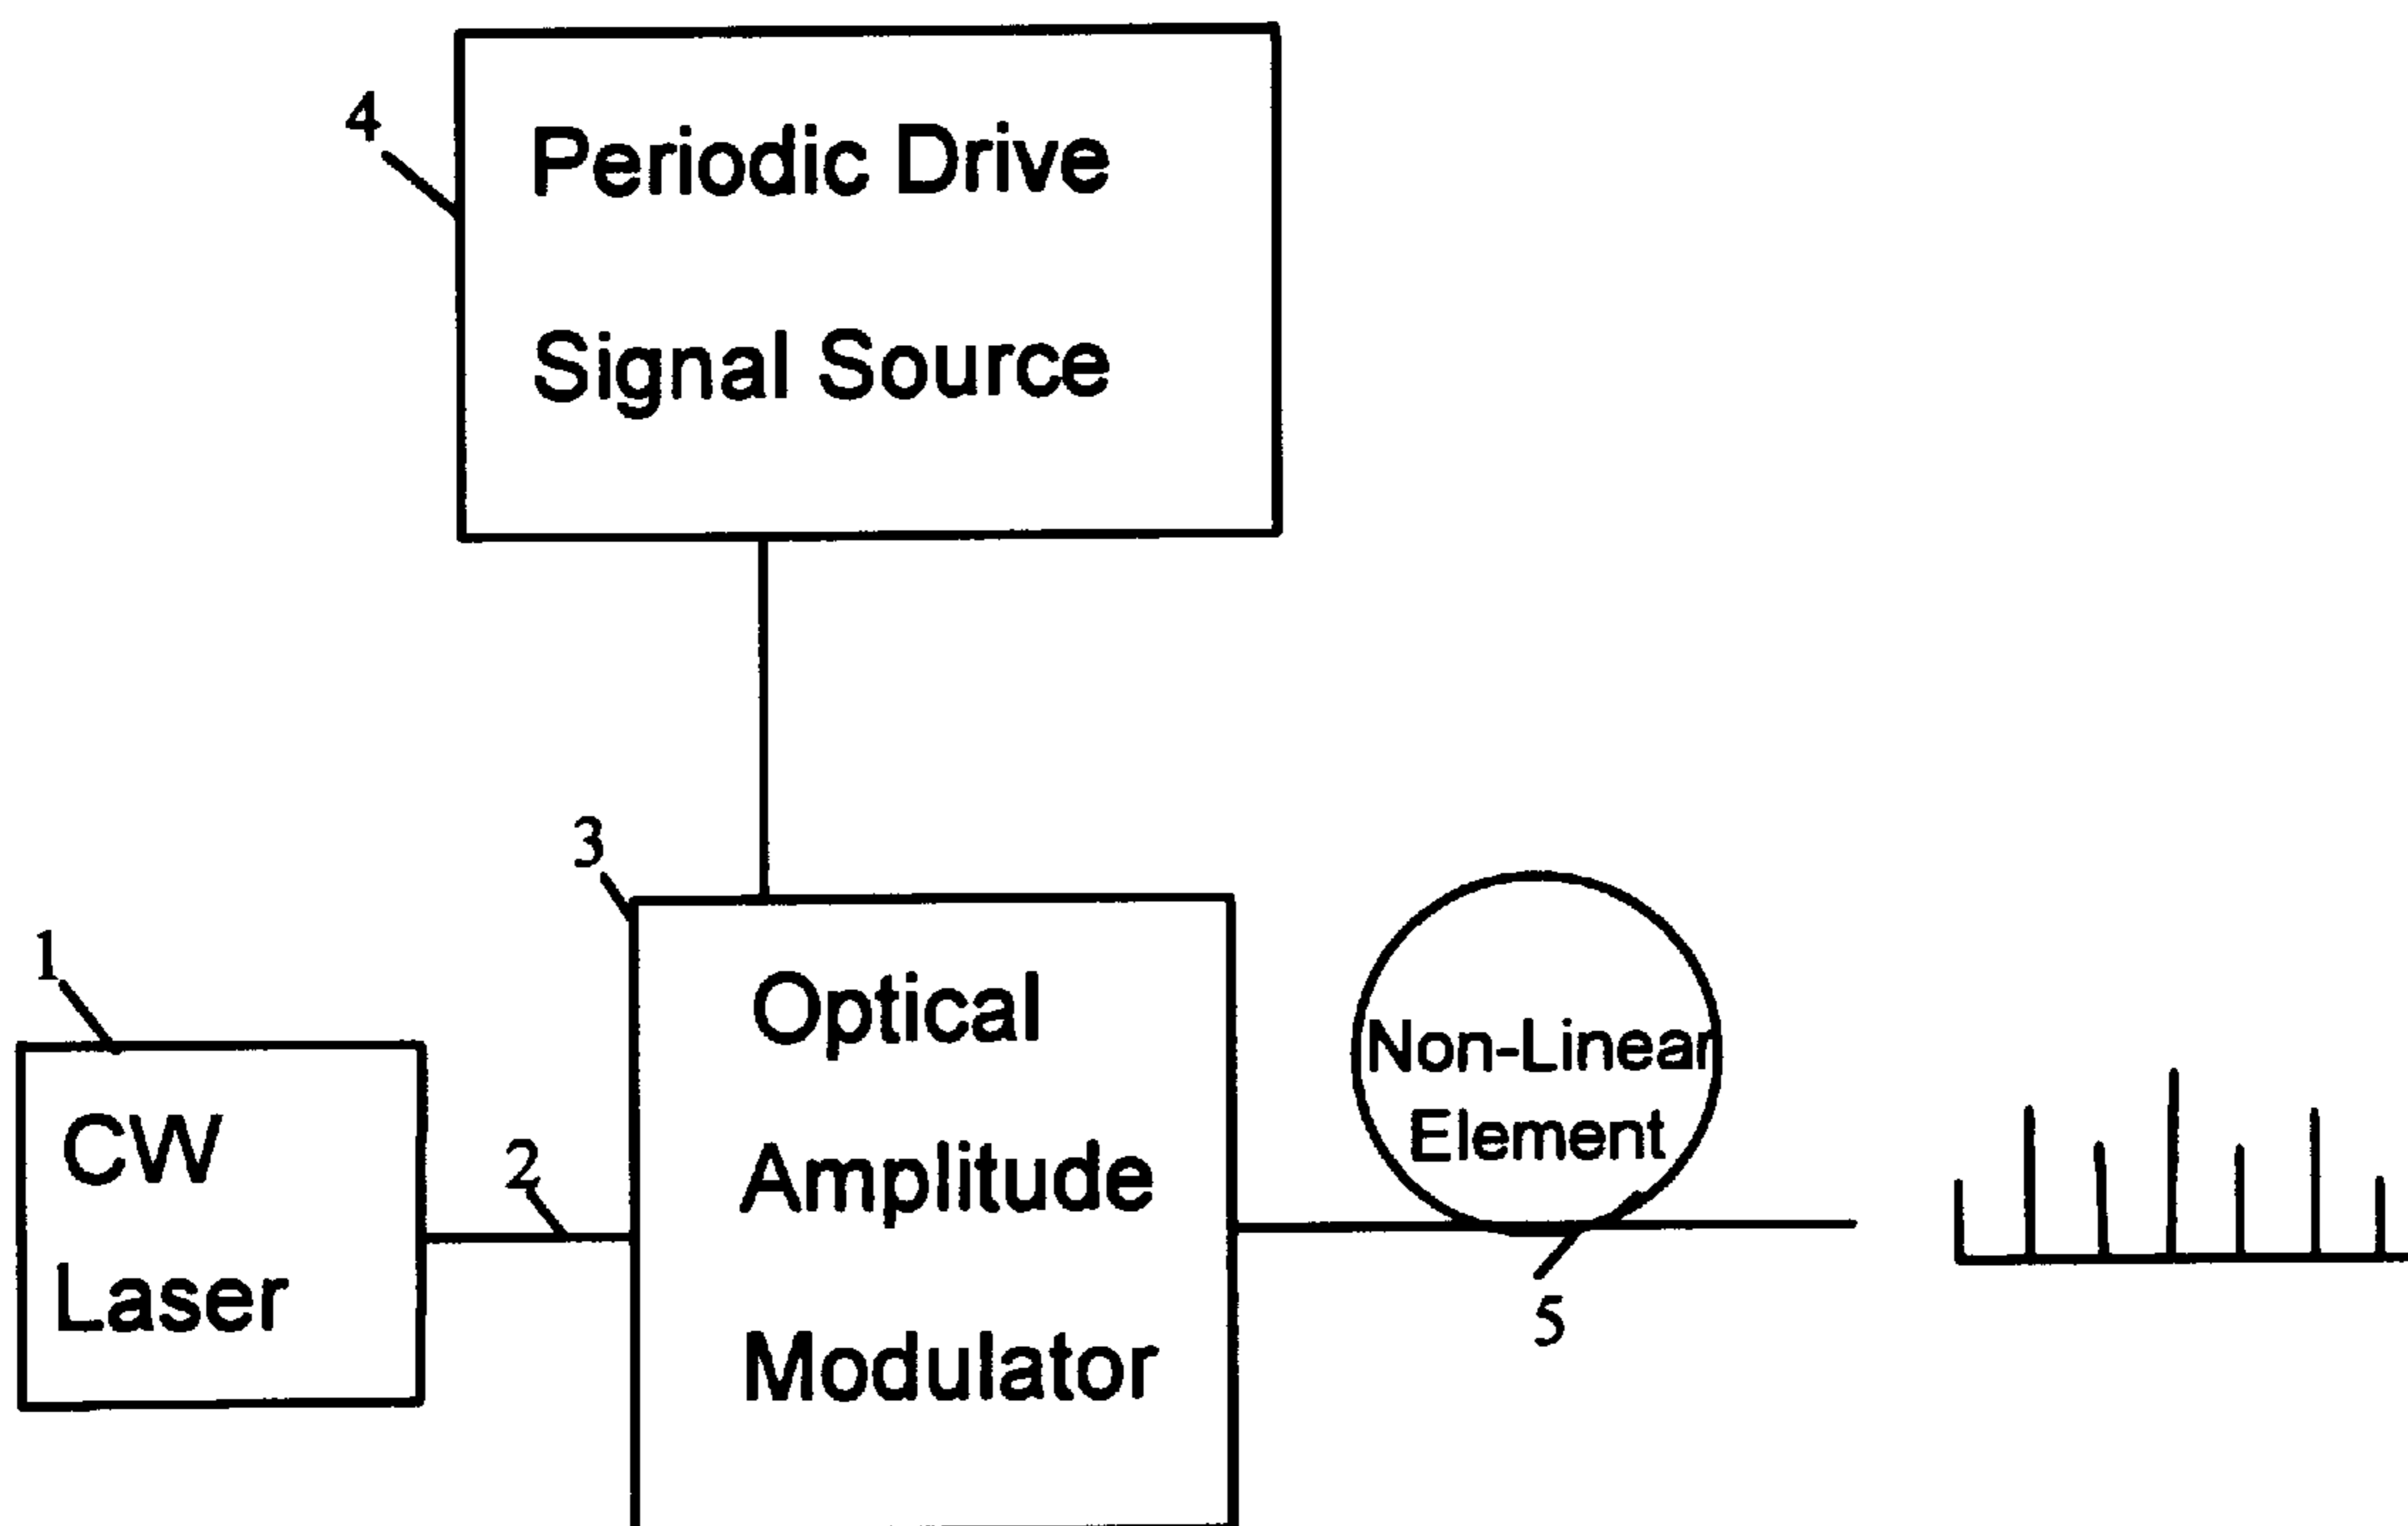 4
Periodic Drive
Signal Source
3
1
Optical
Amplitude
Modulator
CW
Laser
2
Non-Linear
Element
5